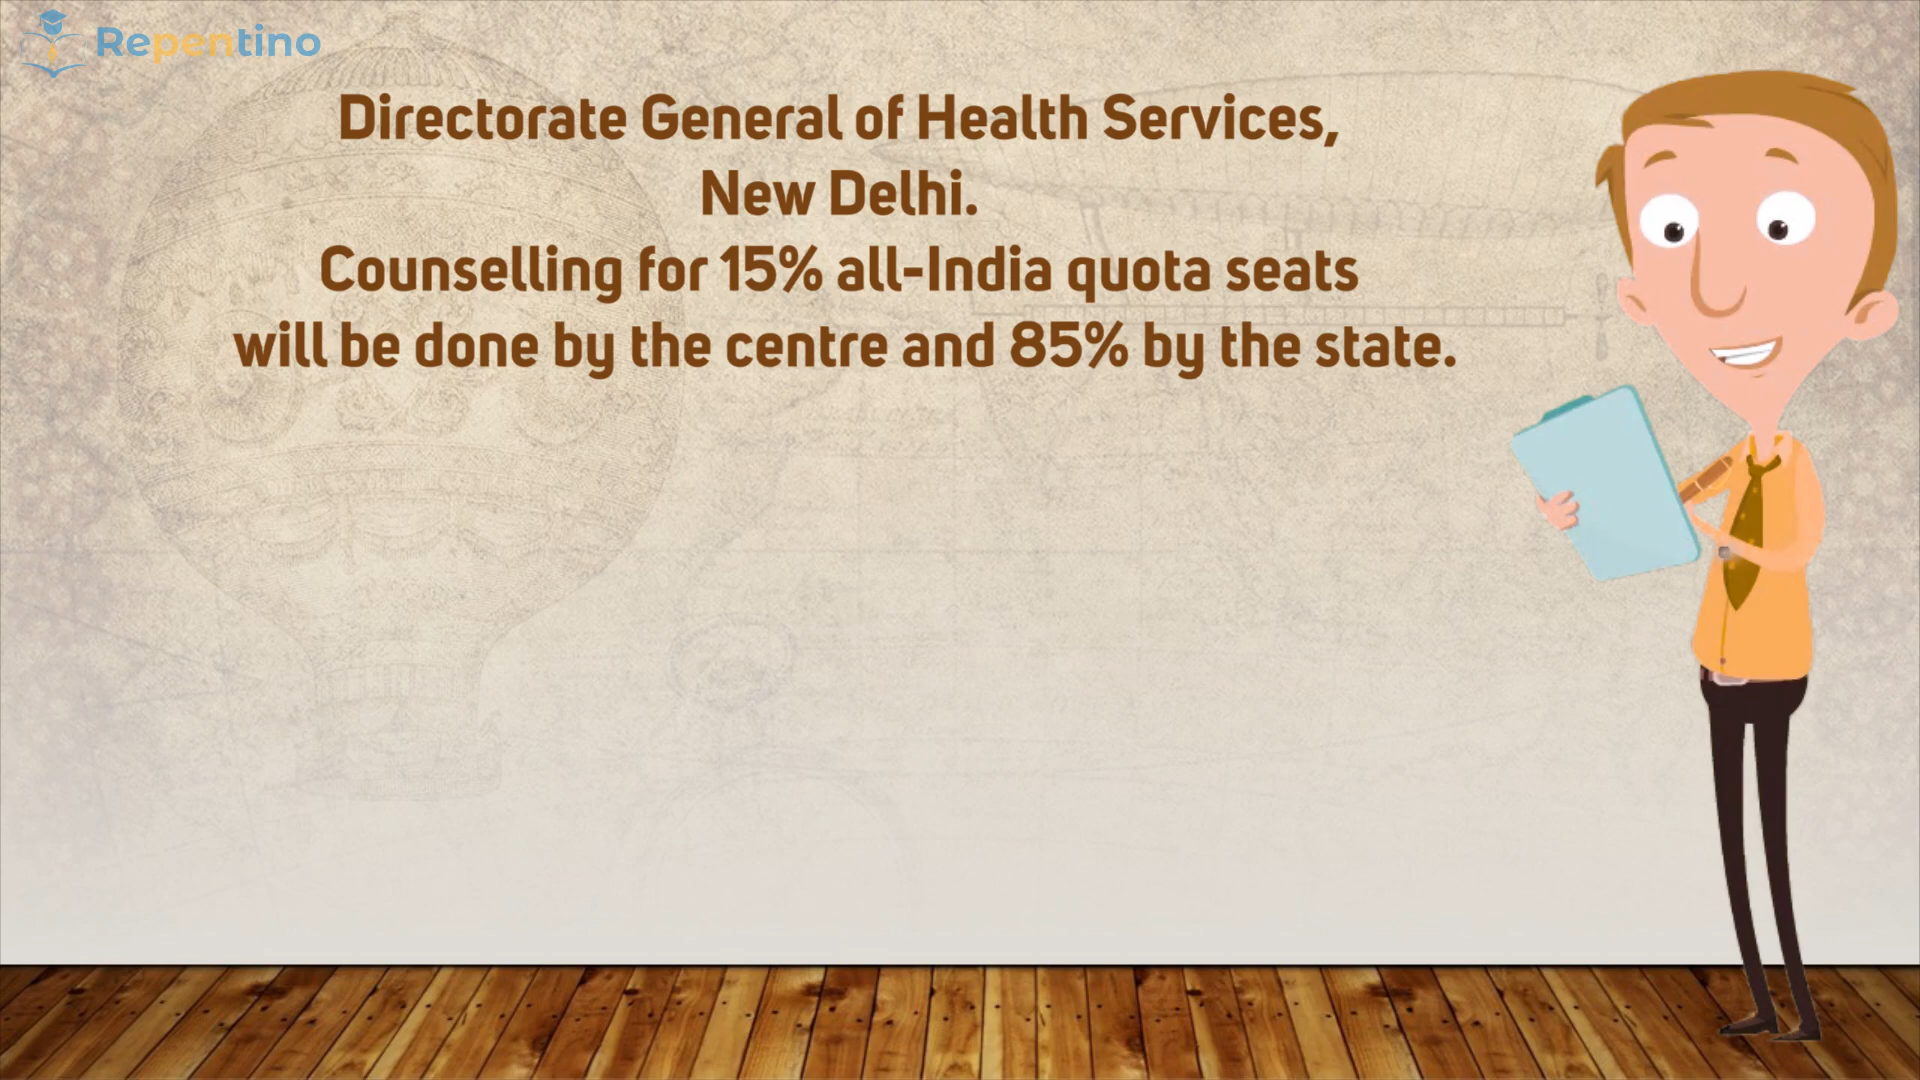 Repentino
Directorate General of Health Services,
New Delhi.
Counselling for 15% all-India quota seats
will be done by the centre and 85% by the state.